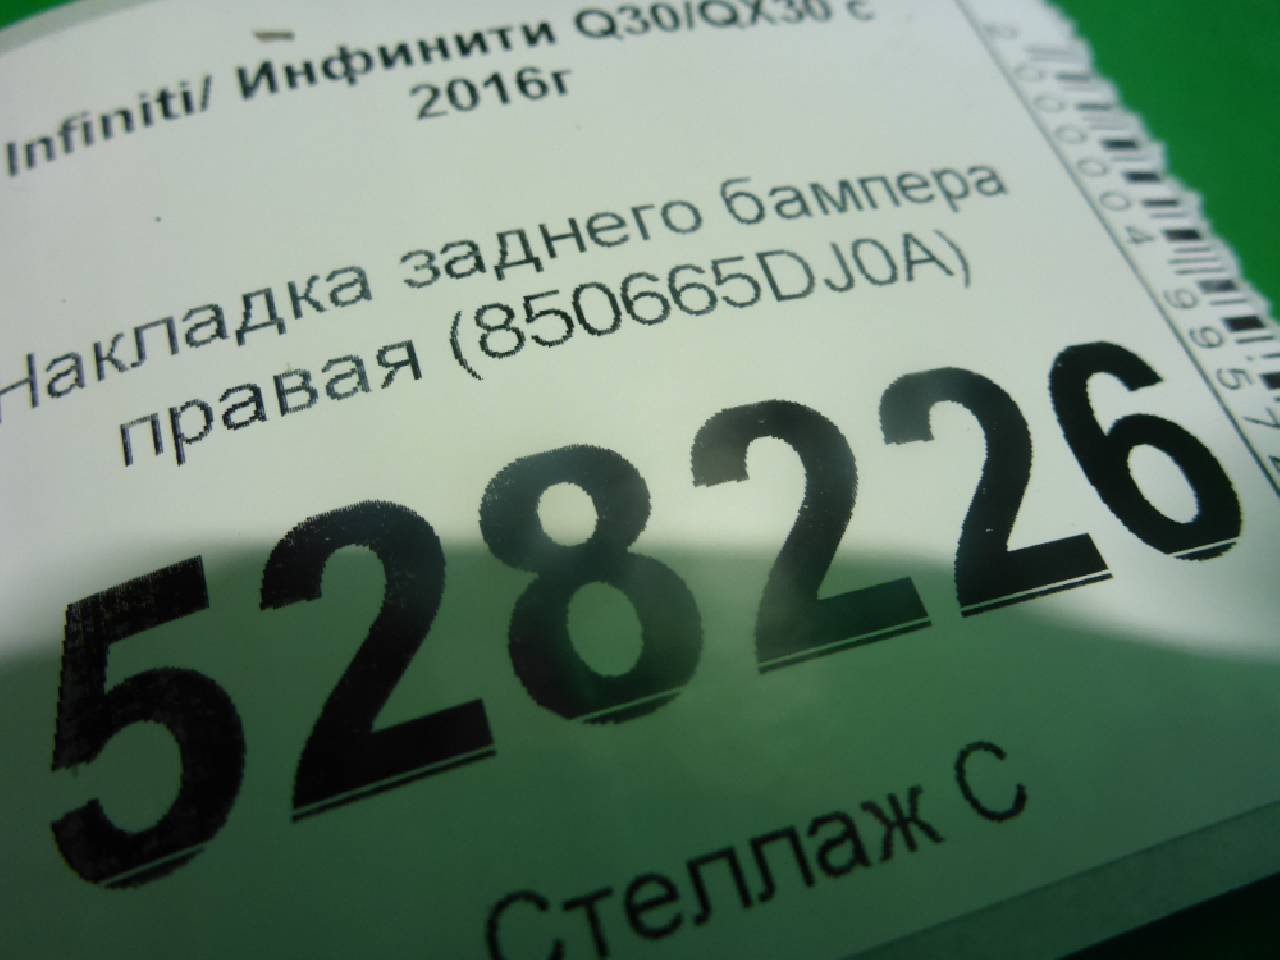 Infiniti/ Инфинити Q30/QX30 с
2016г
Накладка заднего бампера
правая (850665DJ0A)
528226
Стеллаж С